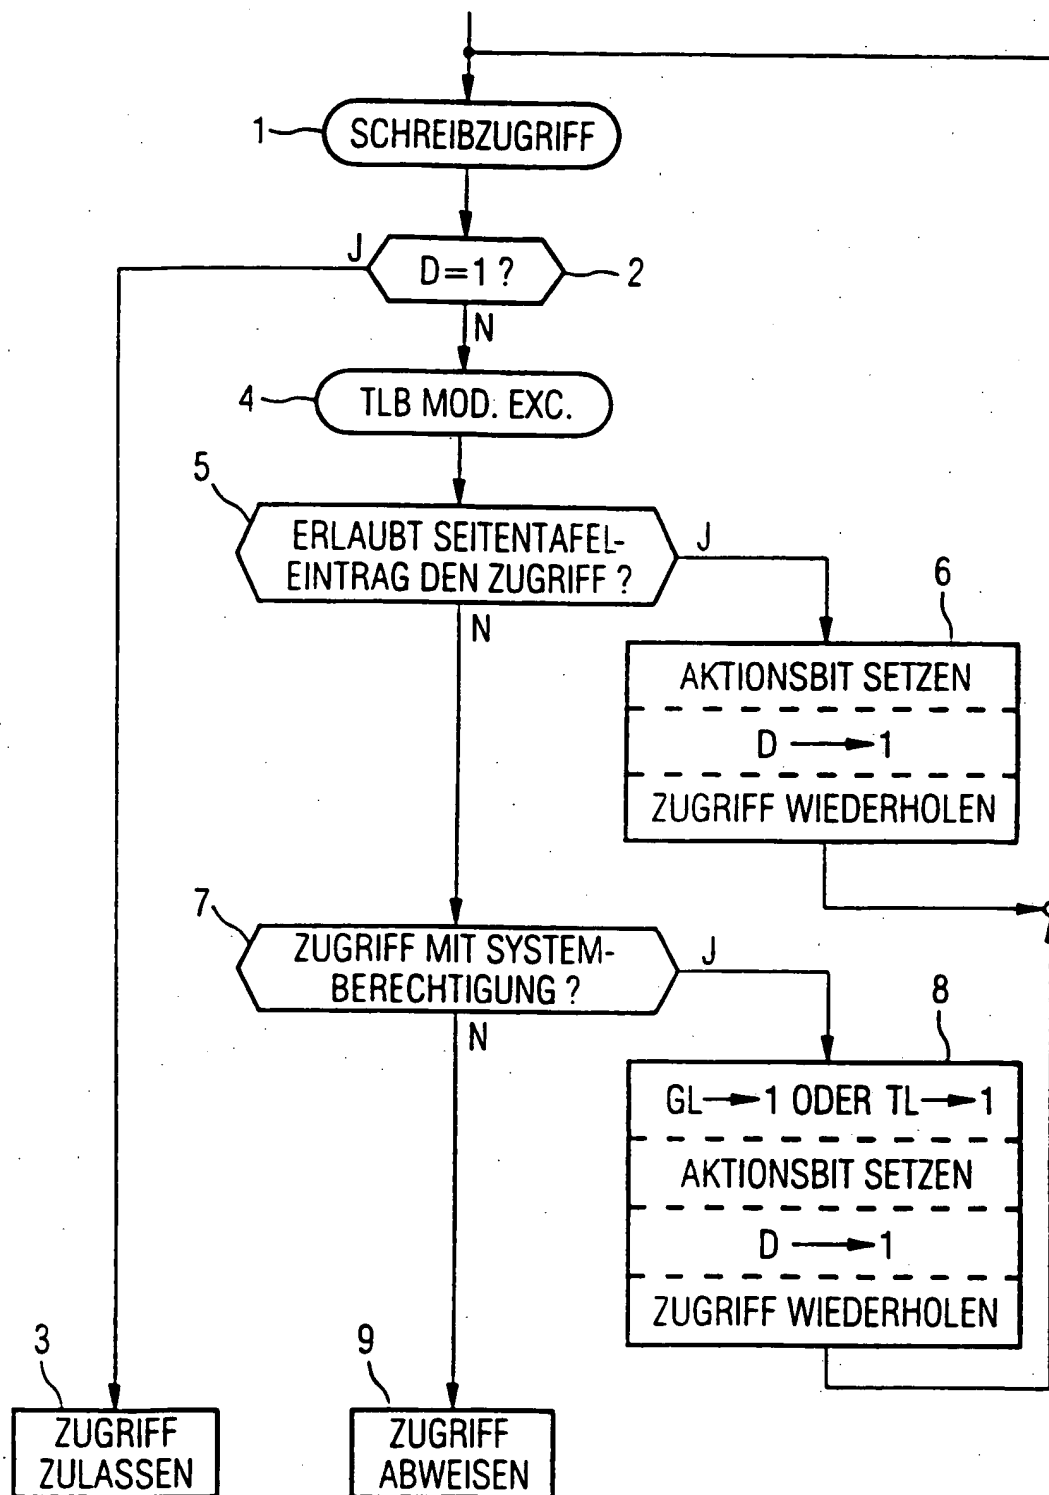 1
SCHREIBZUGRIFF
J
D=1 ?
2
N
4
TLB MOD. EXC.
5
ERLAUBT SEITENTAFEL-
EINTRAG DEN ZUGRIFF ?
J
N
6
AKTIONSBIT SETZEN
D → 1
ZUGRIFF WIEDERHOLEN
7
ZUGRIFF MIT SYSTEM-
BERECHTIGUNG ?
J
N
8
GL→1 ODER TL→1
AKTIONSBIT SETZEN
D → 1
ZUGRIFF WIEDERHOLEN
3
ZUGRIFF
ZULASSEN
9
ZUGRIFF
ABWEISEN